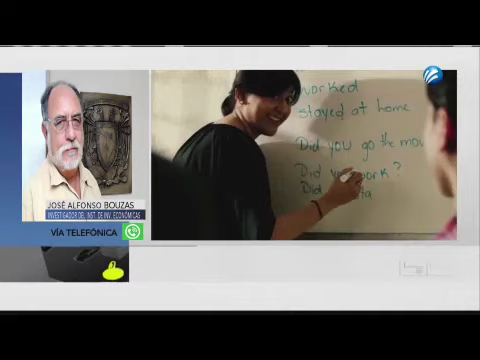 worked
stayed at home
Did you go the mov
Did work?
Did
JOSÉ ALFONSO BOUZAS
INVESTIGADOR DEL INST. DE INV. ECONÓMICAS
VÍA TELEFÓNICA